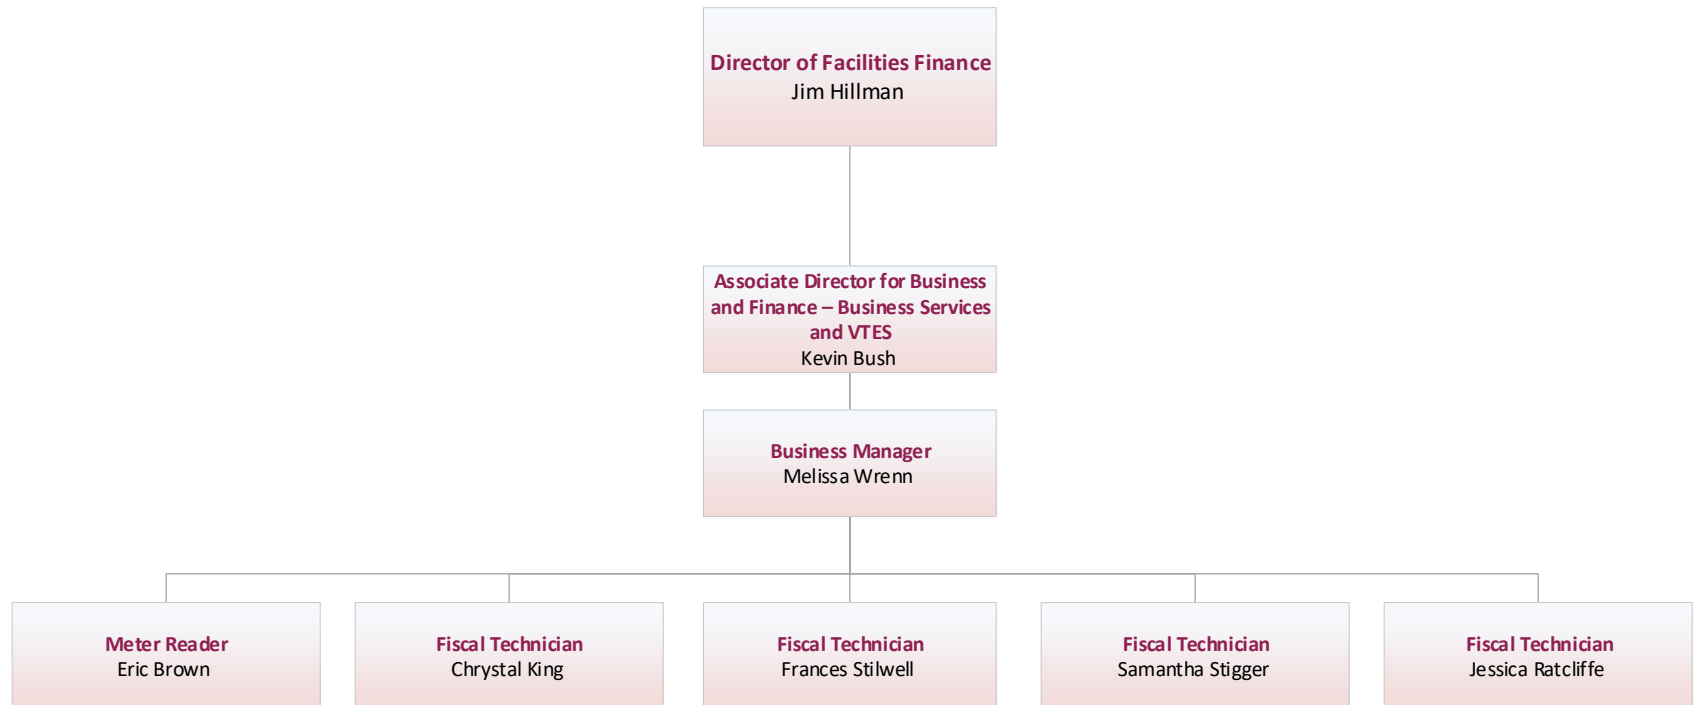 Director of Facilities Finance
Jim Hillman
Associate Director for Business
and Finance – Business Services
and VTES
Kevin Bush
Business Manager
Melissa Wrenn
Meter Reader
Eric Brown
Fiscal Technician
Chrystal King
Fiscal Technician
Frances Stilwell
Fiscal Technician
Samantha Stigger
Fiscal Technician
Jessica Ratcliffe